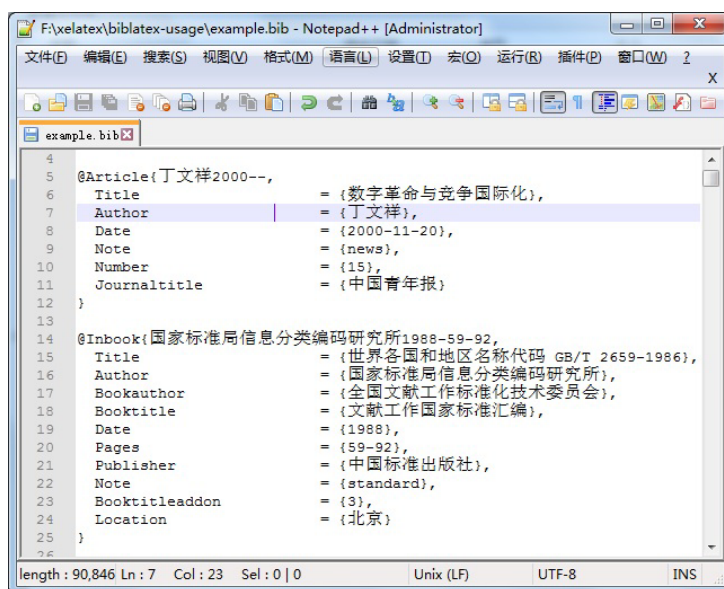 F:\xelatex\biblatex-usage\example.bib - Notepad++ [Administrator]
文件(F) 编辑(E) 搜索(S) 视图(V) 格式(M) 语言(L) 设置(T) 宏(O) 运行(R) 插件(P) 窗口(W) ?
X
example.bib
4
5 @Article{丁文祥2000--,
6 Title = {数字革命与竞争国际化},
7 Author = {丁文祥},
8 Date = {2000-11-20},
9 Note = {news},
10 Number = {15},
11 Journaltitle = {中国青年报}
12 }
13
14 @Inbook{国家标准局信息分类编码研究所1988-59-92,
15 Title = {世界各国和地区名称代码 GB/T 2659-1986},
16 Author = {国家标准局信息分类编码研究所},
17 Bookauthor = {全国文献工作标准化技术委员会},
18 Booktitle = {文献工作国家标准汇编},
19 Date = {1988},
20 Pages = {59-92},
21 Publisher = {中国标准出版社},
22 Note = {standard},
23 Booktitleaddon = {3},
24 Location = {北京}
25 }
26
length : 90,846 Ln : 7 Col : 23 Sel : 0 | 0 Unix (LF) UTF-8 INS